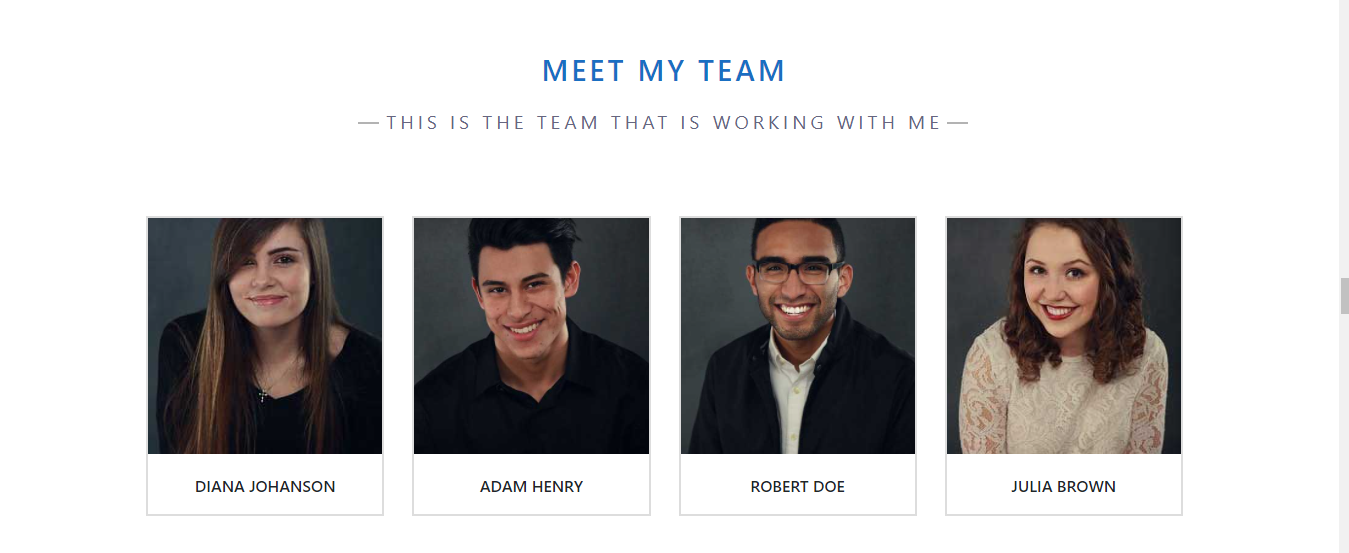 MEET MY TEAM
THIS IS THE TEAM THAT IS WORKING WITH ME
DIANA JOHANSON
ADAM HENRY
ROBERT DOE
JULIA BROWN